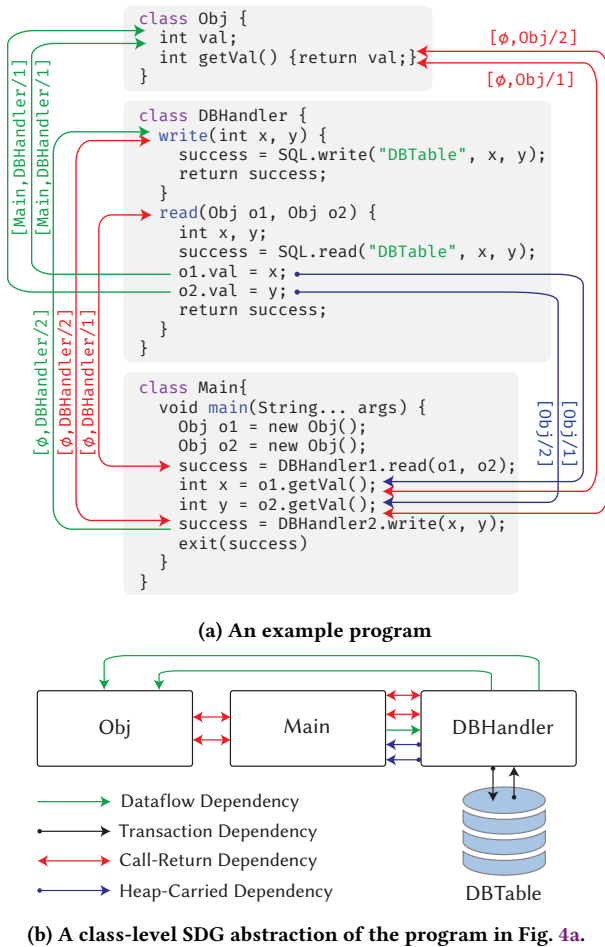 class Obj {
int val;
int getVal() {return val;}
}
[ϕ,Obj/2]
[ϕ,Obj/1]
[Main,DBHandler/1]
[Main,DBHandler/1]
class DBHandler {
write(int x, y) {
success = SQL.write("DBTable", x, y);
return success;
}
read(Obj o1, Obj o2) {
int x, y;
success = SQL.read("DBTable", x, y);
o1.val = x;
o2.val = y;
return success;
}
}
[ϕ,DBHandler/2]
[ϕ,DBHandler/2]
[ϕ,DBHandler/1]
[Obj/2]
[Obj/1]
class Main{
void main(String... args) {
Obj o1 = new Obj();
Obj o2 = new Obj();
success = DBHandler1.read(o1, o2);
int x = o1.getVal();
int y = o2.getVal();
success = DBHandler2.write(x, y);
exit(success)
}
}
(a) An example program
Obj
Main
DBHandler
Dataflow Dependency
Transaction Dependency
Call-Return Dependency
Heap-Carried Dependency
DBTable
(b) A class-level SDG abstraction of the program in Fig. 4a.